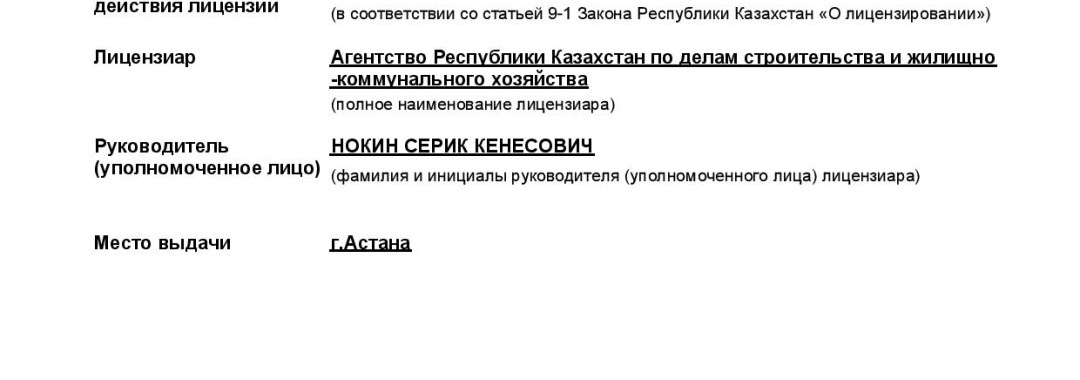 действия лицензии
(в соответствии со статьей 9-1 Закона Республики Казахстан «О лицензировании»)
Лицензиар
Агентство Республики Казахстан по делам строительства и жилищно
-коммунального хозяйства
(полное наименование лицензиара)
Руководитель
(уполномоченное лицо)
НОКИН СЕРИК КЕНЕСОВИЧ
(фамилия и инициалы руководителя (уполномоченного лица) лицензиара)
Место выдачи
г.Астана